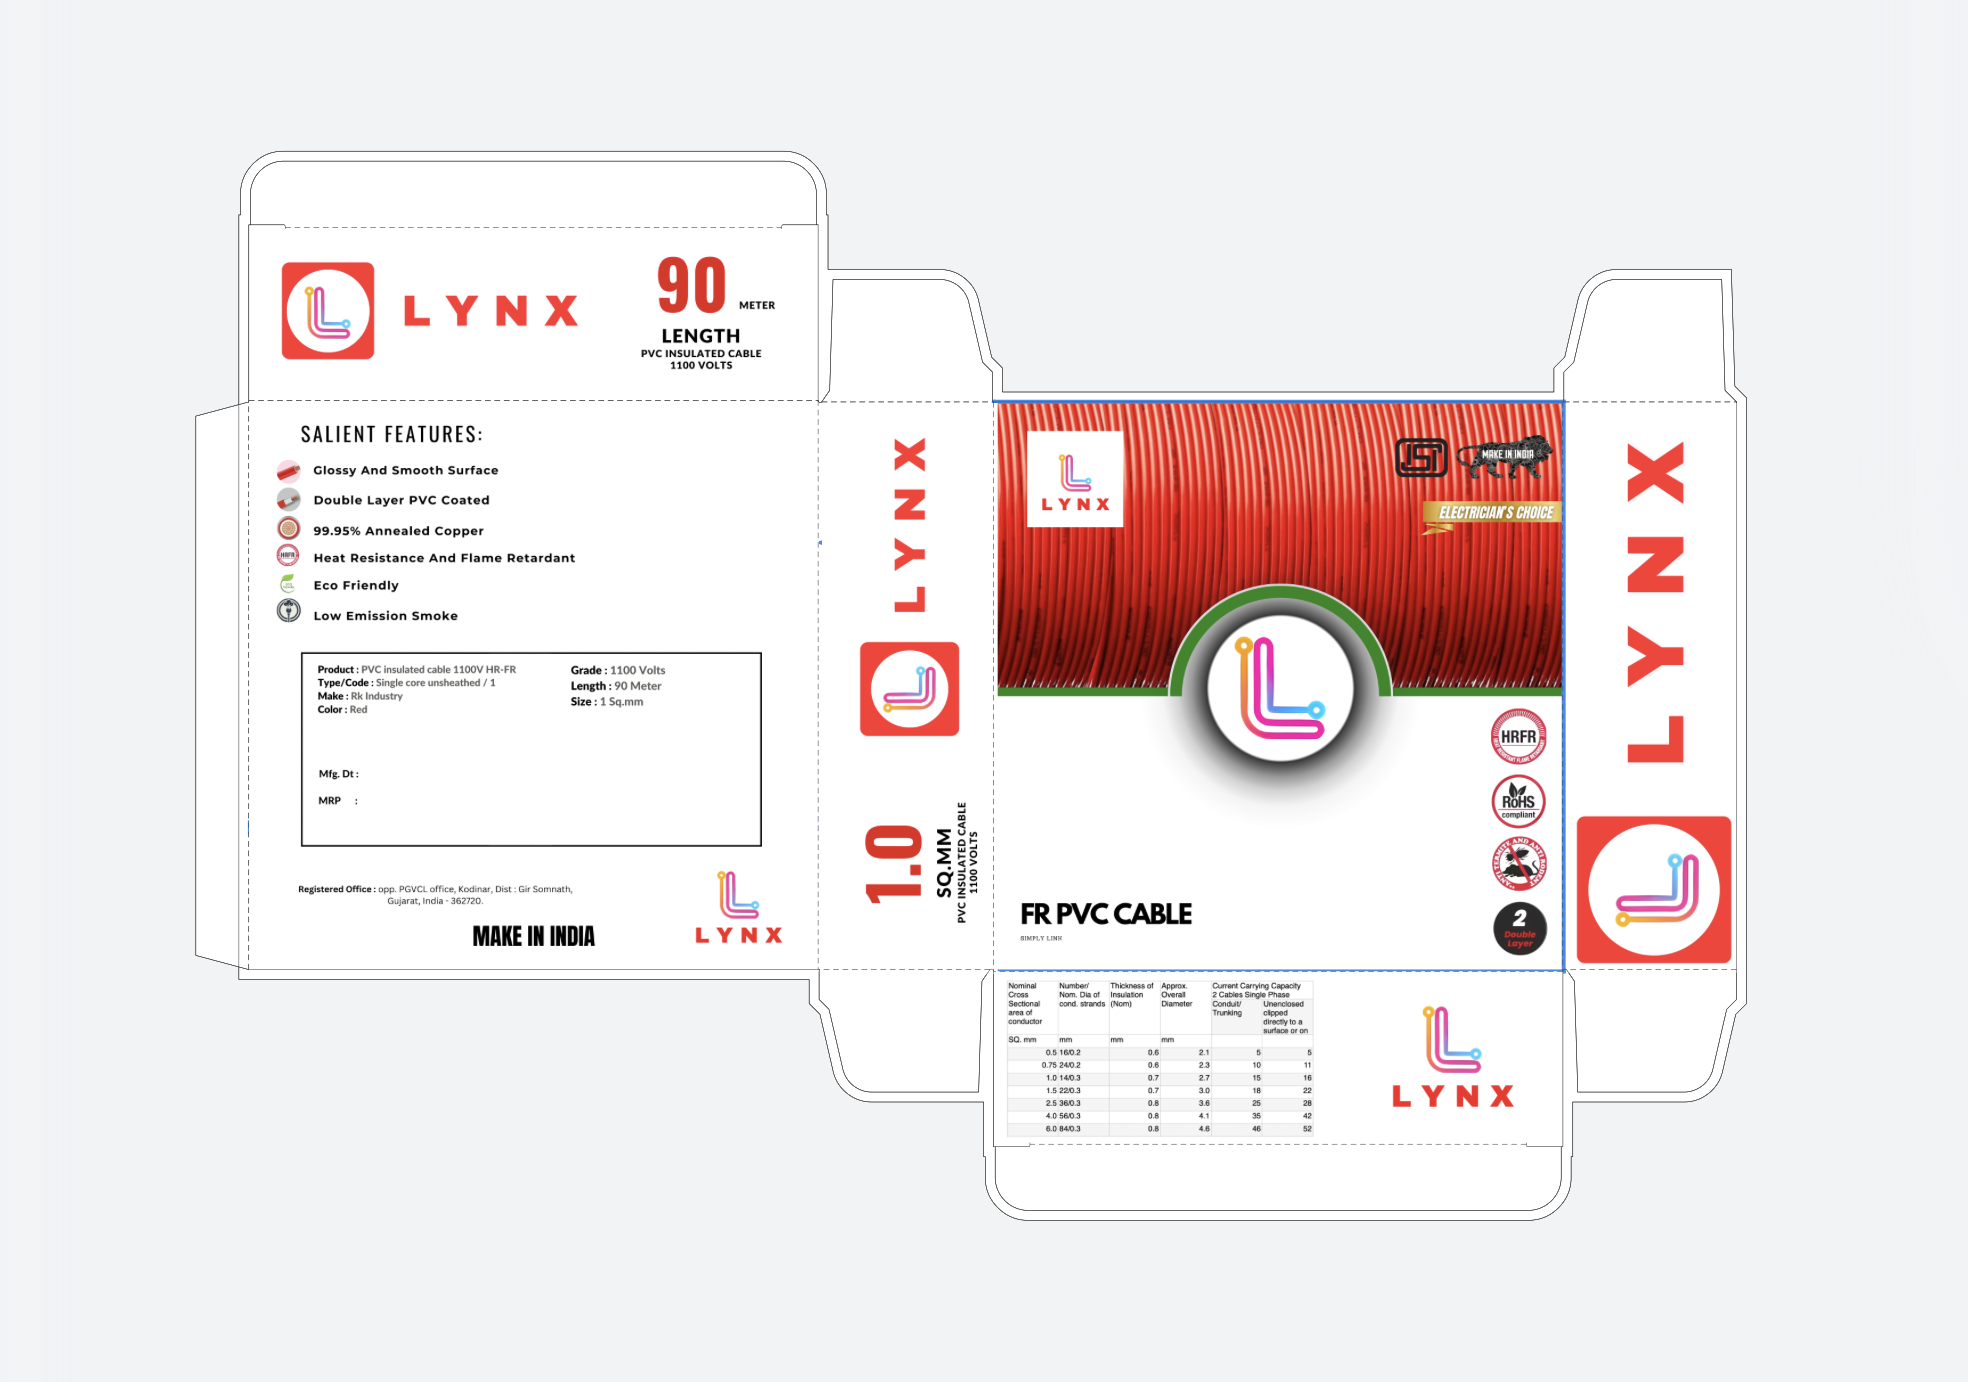 LYNX
90 METER
LENGTH
PVC INSULATED CABLE
1100 VOLTS
SALIENT FEATURES:
Glossy And Smooth Surface
Double Layer PVC Coated
99.95% Annealed Copper
HRFR
Heat Resistance And Flame Retardant
Eco Friendly
Low Emission Smoke
Product : PVC insulated cable 1100V HR-FR
Type/Code : Single core unsheathed / 1
Make : Rk Industry
Color : Red
Grade : 1100 Volts
Length : 90 Meter
Size : 1 Sq.mm
Mfg. Dt :
MRP :
Registered Office : opp. PGVCL office, Kodinar, Dist : Gir Somnath,
Gujarat, India - 362720.
MAKE IN INDIA
LYNX
LYNX
1.0
SQ.MM
PVC INSULATED CABLE
1100 VOLTS
LYNX
ISI
MAKE IN INDIA
ELECTRICIAN'S CHOICE
HRFR
HEAT RESISTANT FLAME RETARDANT
RoHS
compliant
ANTI TERMITE AND ANTI RODENT
2
Double
Layer
FR PVC CABLE
SIMPLY LINK
LYNX
Nominal
Cross
Sectional
area of
conductor
Number/
Nom. Dia of
cond. strands
Thickness of
Insulation
(Nom)
Approx.
Overall
Diameter
Current Carrying Capacity
2 Cables Single Phase
Conduit/
Trunking
Unenclosed
clipped
directly to a
surface or on
SQ. mm mm mm mm
0.5 16/0.2 0.6 2.1 5 5
0.75 24/0.2 0.6 2.3 10 11
1.0 14/0.3 0.7 2.7 15 16
1.5 22/0.3 0.7 3.0 18 22
2.5 36/0.3 0.8 3.6 25 28
4.0 56/0.3 0.8 4.1 35 42
6.0 84/0.3 0.8 4.6 46 52
LYNX